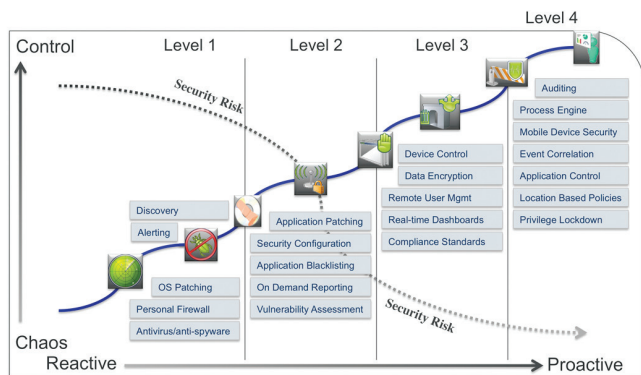 Level 4
Control
Level 1
Level 2
Level 3
Security Risk
Auditing
Process Engine
Mobile Device Security
Event Correlation
Application Control
Location Based Policies
Privilege Lockdown
Device Control
Data Encryption
Remote User Mgmt
Real-time Dashboards
Compliance Standards
Discovery
Alerting
Application Patching
Security Configuration
Application Blacklisting
On Demand Reporting
Vulnerability Assessment
OS Patching
Personal Firewall
Antivirus/anti-spyware
Security Risk
Chaos
Reactive
Proactive